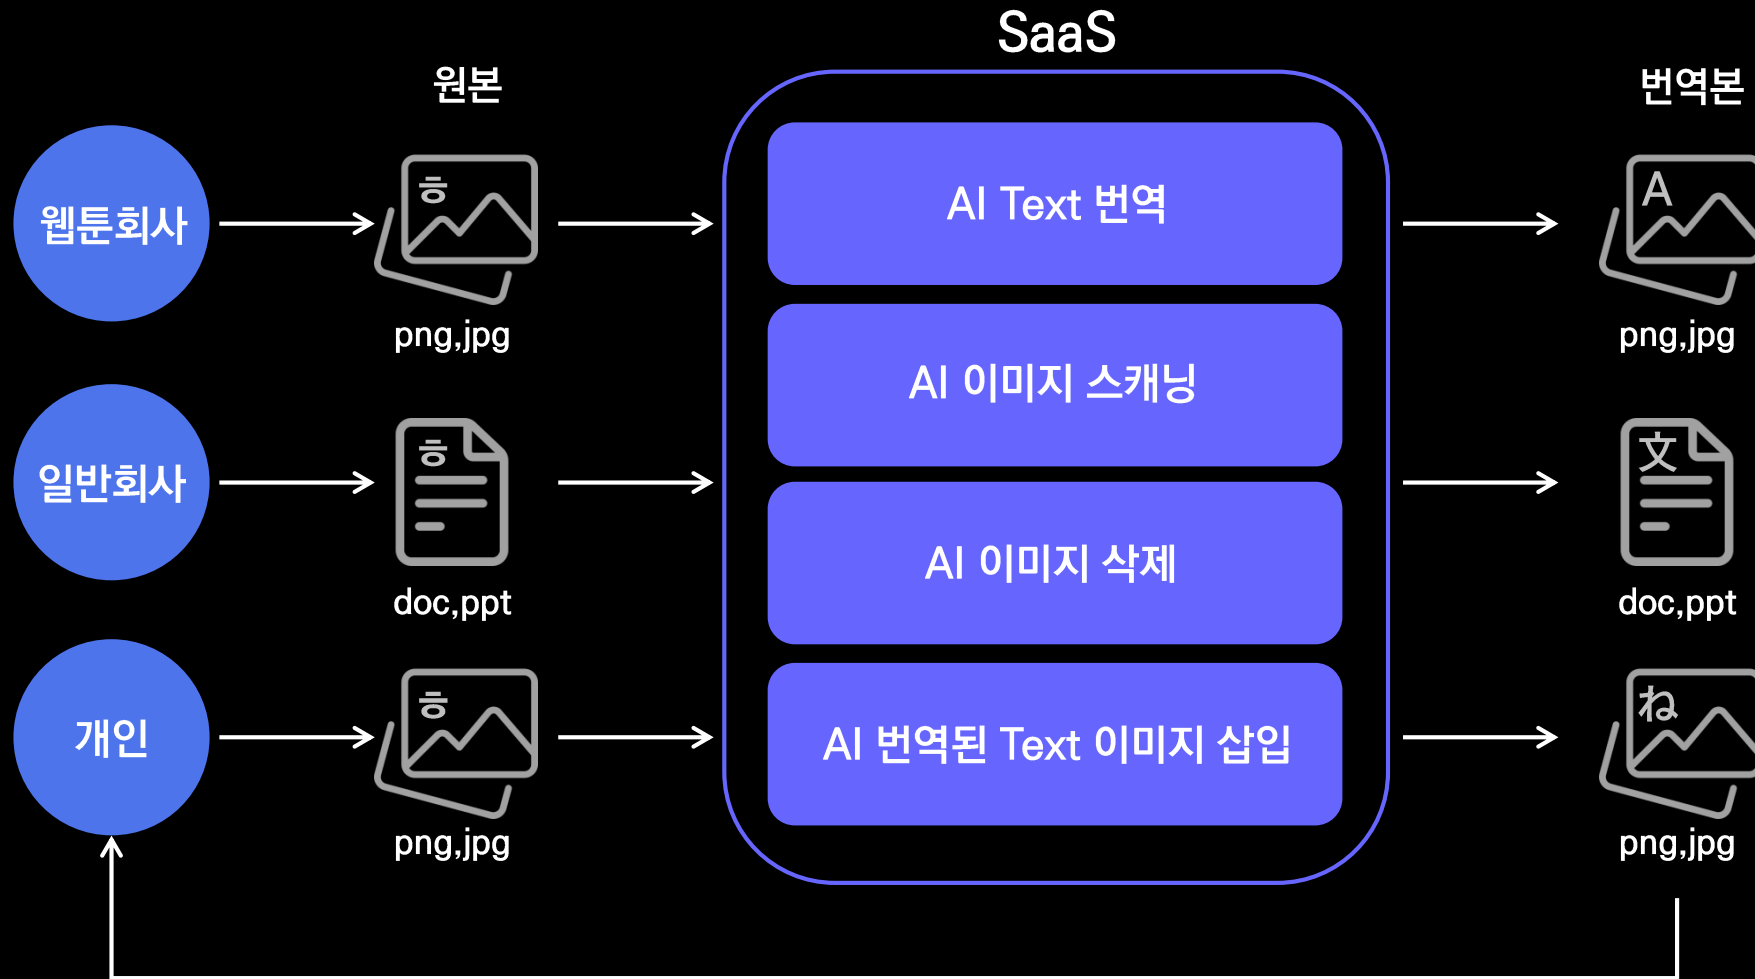 SaaS
원본
번역본
웹툰회사
ㅎ
png,jpg
AI Text 번역
A
png,jpg
AI 이미지 스캐닝
일반회사
ㅎ
doc,ppt
AI 이미지 삭제
文
doc,ppt
개인
ㅎ
png,jpg
AI 번역된 Text 이미지 삽입
ね
png,jpg